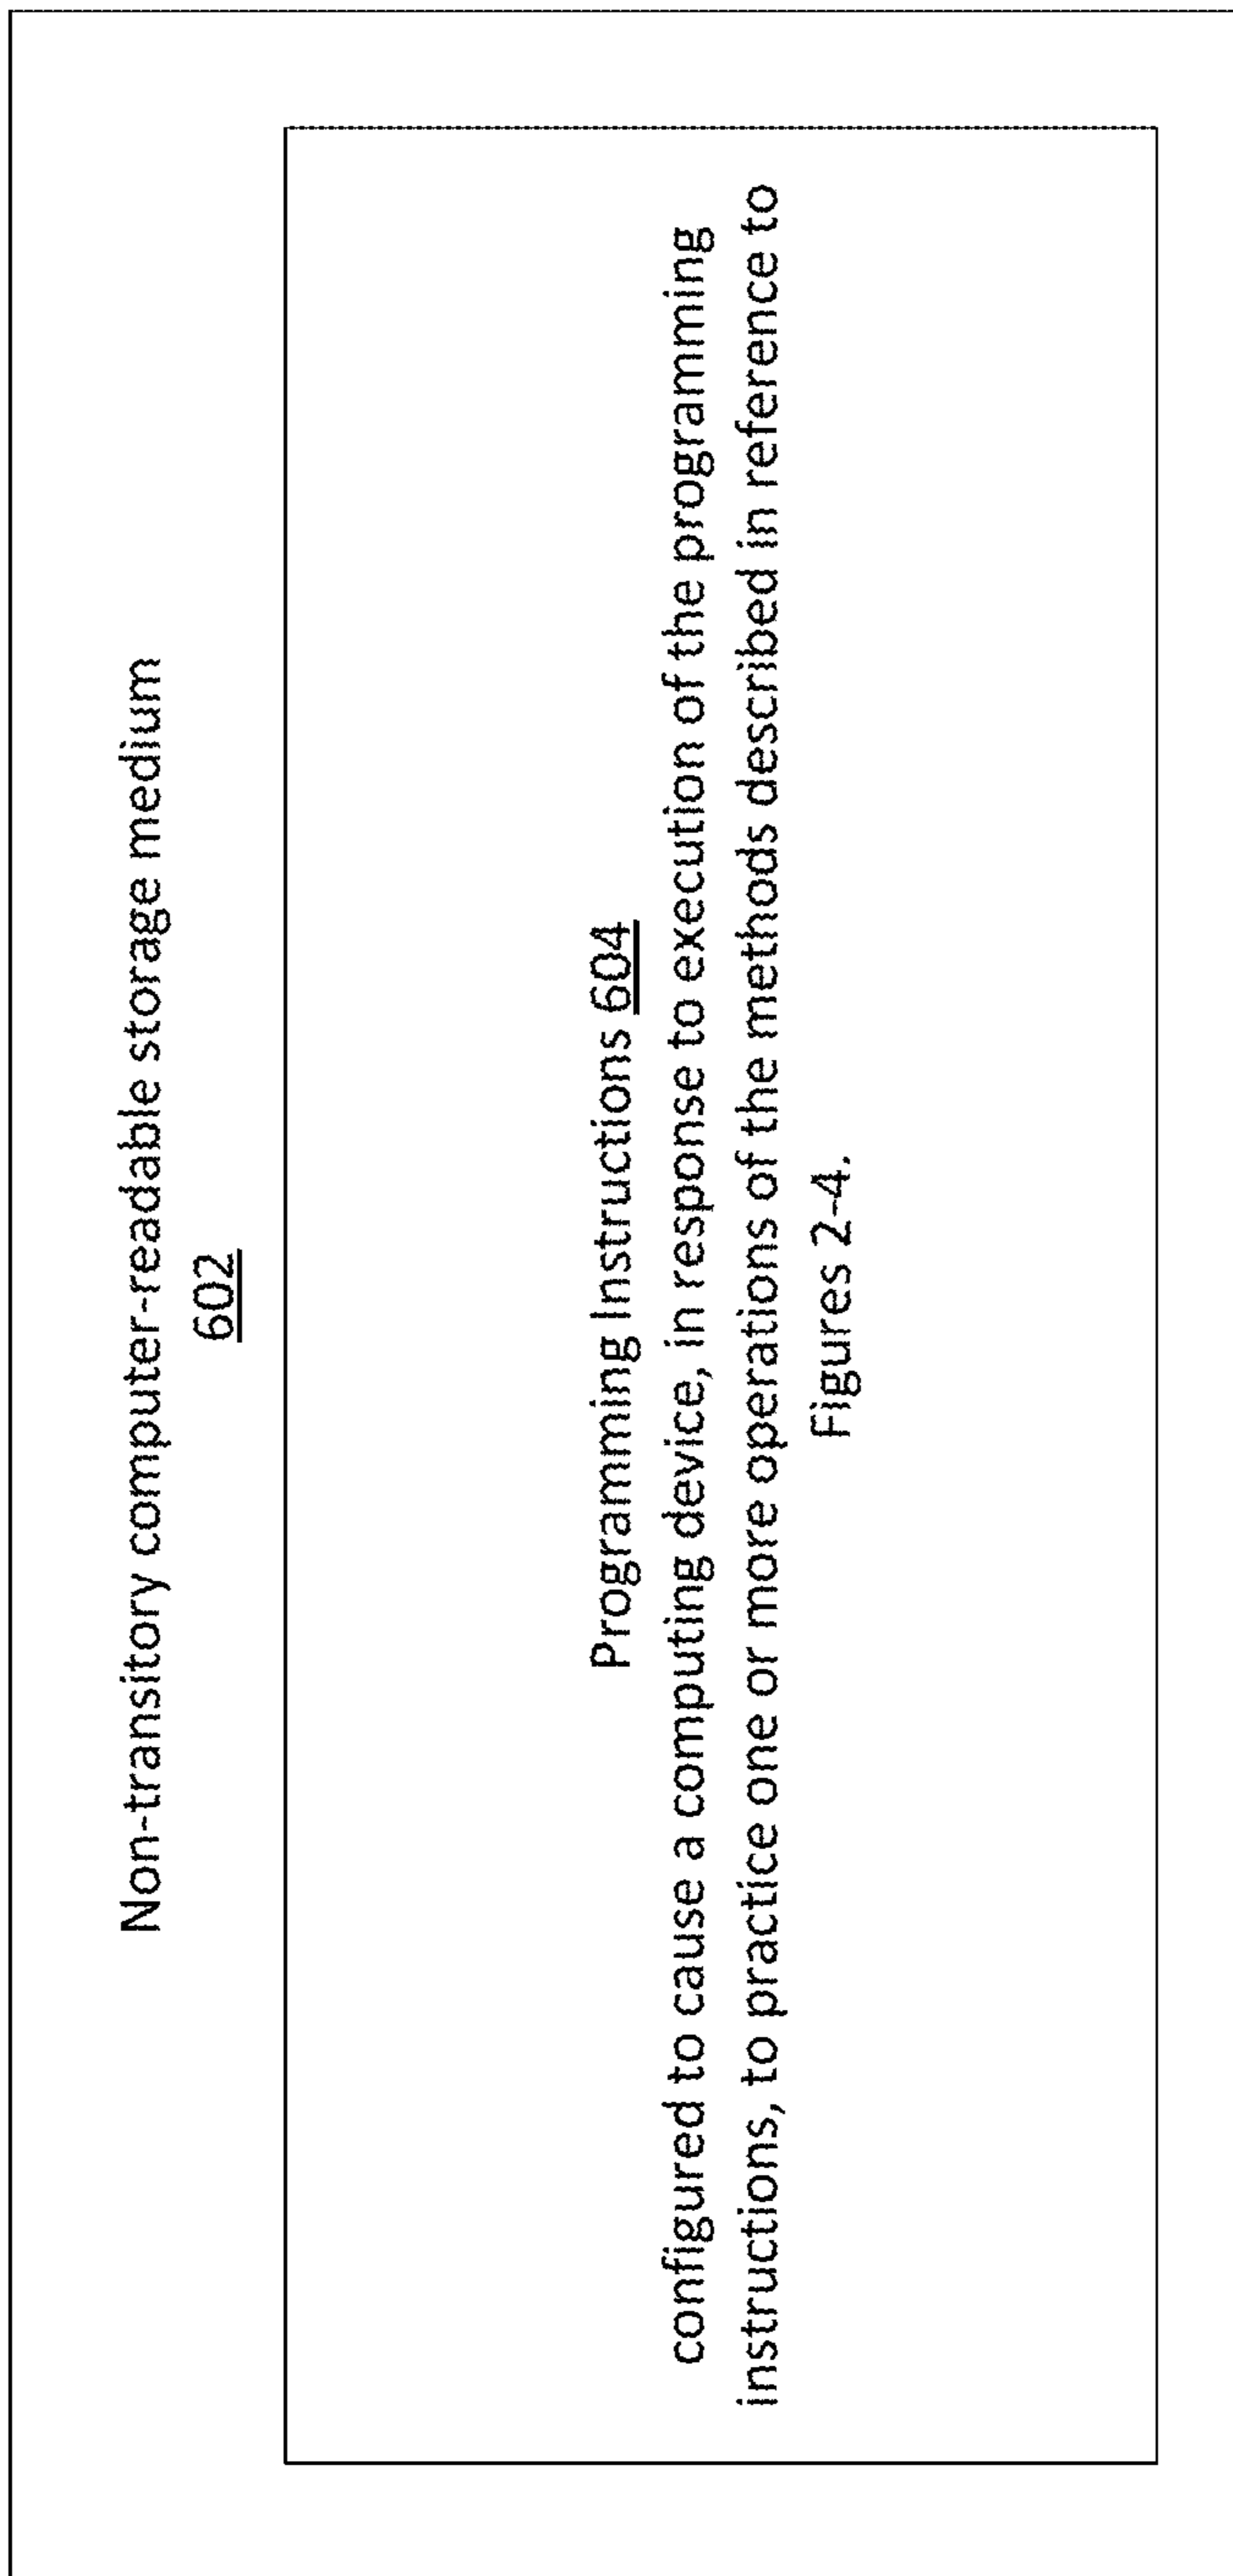 Non-transitory computer-readable storage medium
602
Programming Instructions 604
configured to cause a computing device, in response to execution of the programming
instructions, to practice one or more operations of the methods described in reference to
Figures 2-4.